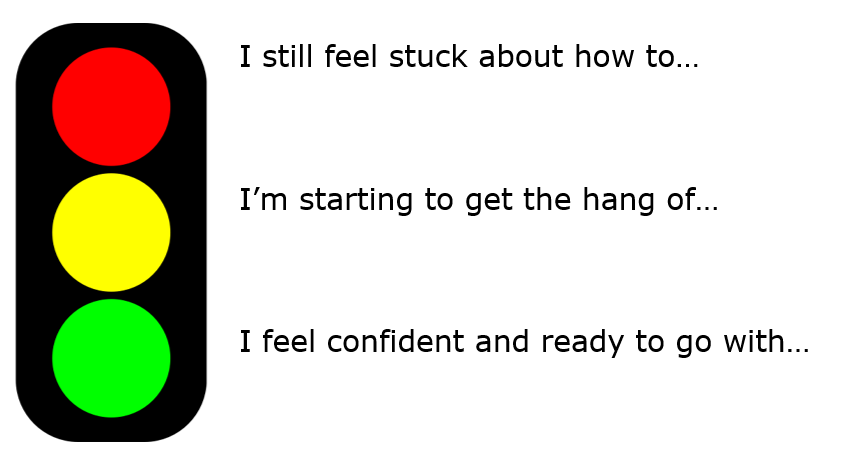 I still feel stuck about how to…
I’m starting to get the hang of…
I feel confident and ready to go with…